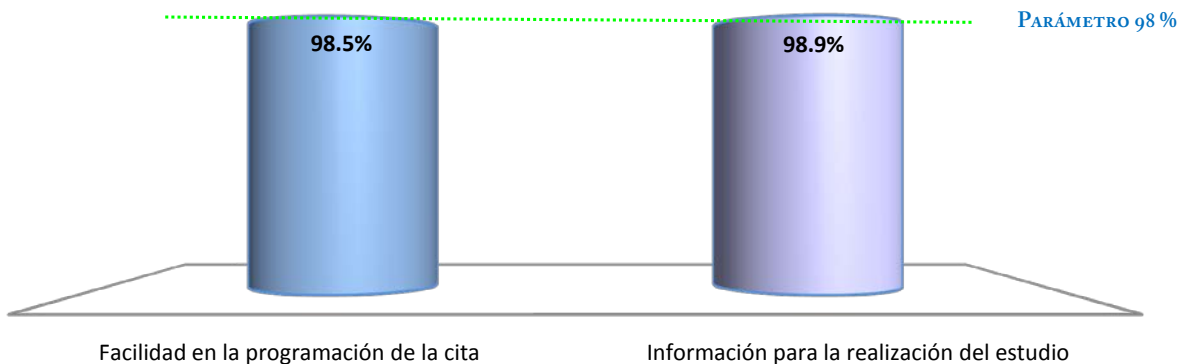 PARÁMETRO 98 %
98.5%
98.9%
Facilidad en la programación de la cita
Información para la realización del estudio